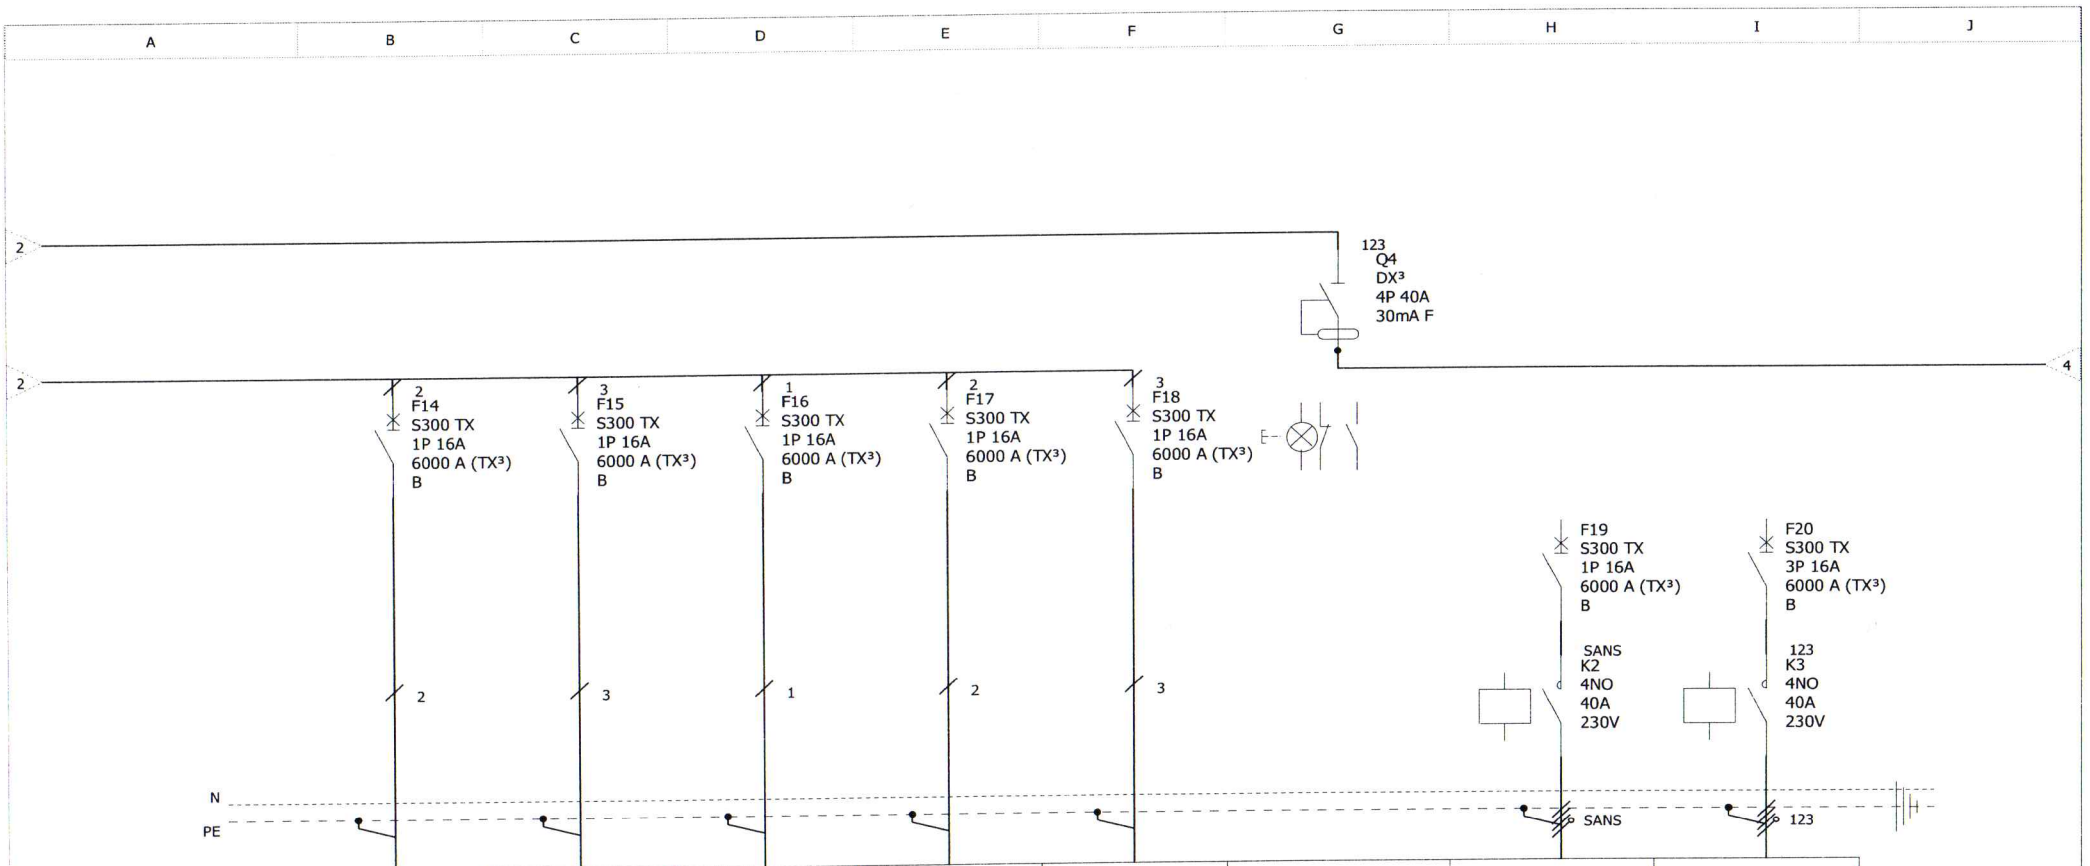 A B C D E F G H I J
2
123
Q4
DX³
4P 40A
30mA F
4
2
2
F14
S300 TX
1P 16A
6000 A (TX³)
B
3
F15
S300 TX
1P 16A
6000 A (TX³)
B
1
F16
S300 TX
1P 16A
6000 A (TX³)
B
2
F17
S300 TX
1P 16A
6000 A (TX³)
B
3
F18
S300 TX
1P 16A
6000 A (TX³)
B
F19
S300 TX
1P 16A
6000 A (TX³)
B
F20
S300 TX
3P 16A
6000 A (TX³)
B
SANS
K2
4NO
40A
230V
123
K3
4NO
40A
230V
2 3 1 2 3
N
PE
SANS
123